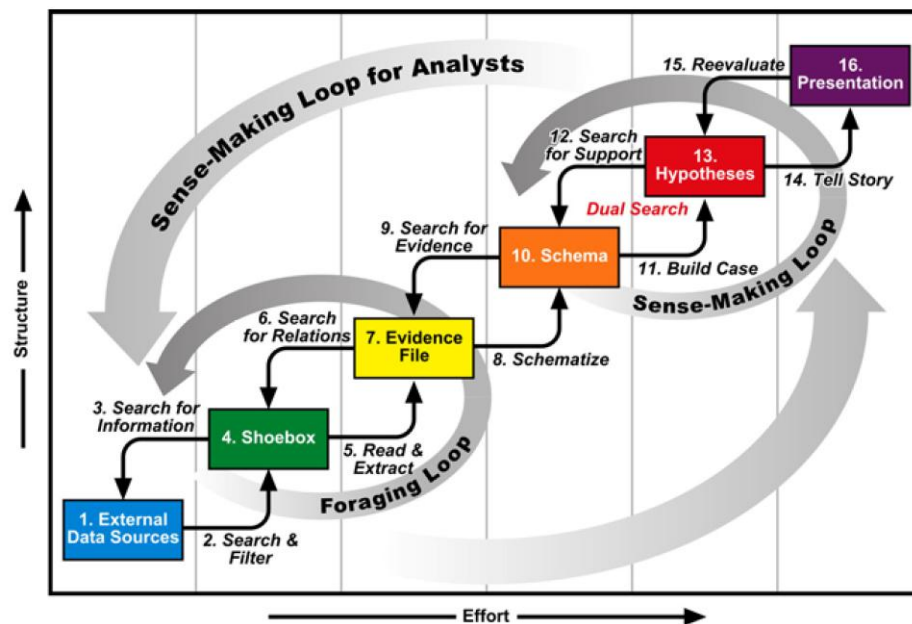 15. Reevaluate
16.
Presentation
Sense-Making Loop for Analysts
12. Search
for Support
13.
Hypotheses
14. Tell Story
Dual Search
9. Search for
Evidence
10. Schema
11. Build Case
Sense-Making Loop
6. Search
for Relations
7. Evidence
File
8. Schematize
3. Search for
Information
4. Shoebox
5. Read &
Extract
Foraging Loop
1. External
Data Sources
2. Search &
Filter
Structure
Effort